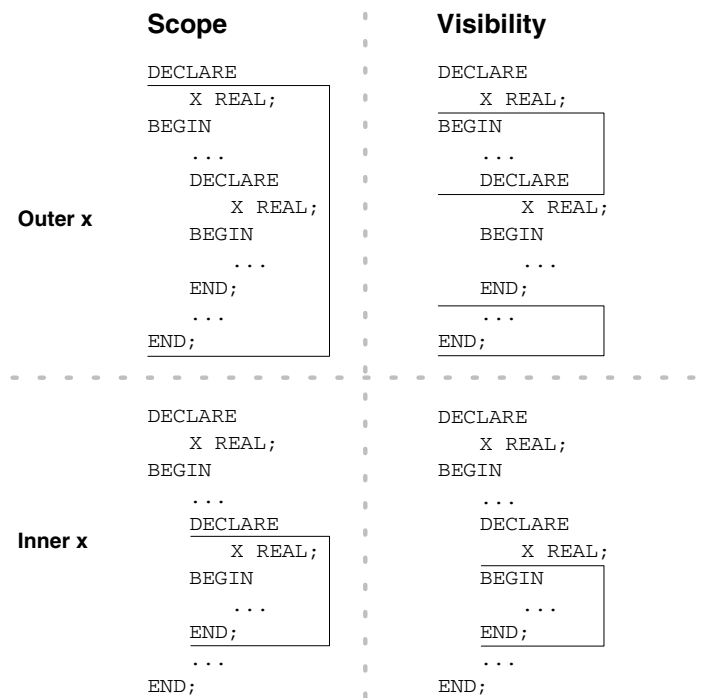 Scope
Visibility
Outer x
DECLARE
X REAL;
BEGIN
...
DECLARE
X REAL;
BEGIN
...
END;
...
END;
DECLARE
X REAL;
BEGIN
...
DECLARE
X REAL;
BEGIN
...
END;
...
END;
Inner x
DECLARE
X REAL;
BEGIN
...
DECLARE
X REAL;
BEGIN
...
END;
...
END;
DECLARE
X REAL;
BEGIN
...
DECLARE
X REAL;
BEGIN
...
END;
...
END;